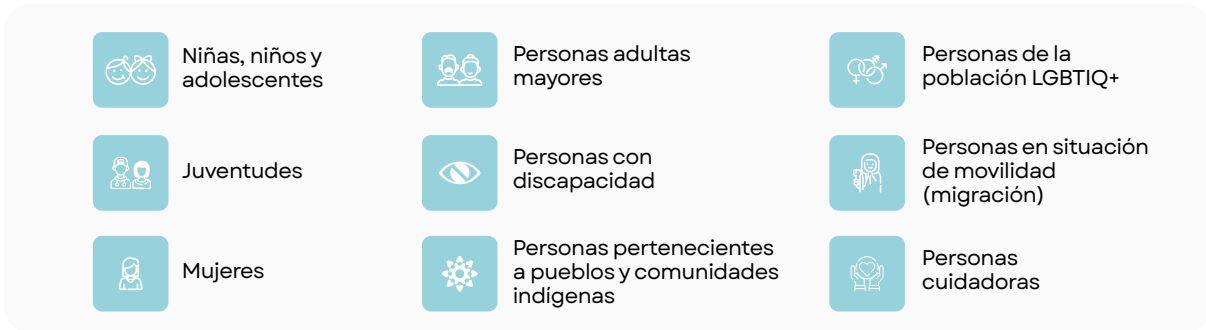 Niñas, niños y
adolescentes
Juventudes
Mujeres
Personas adultas
mayores
Personas con
discapacidad
Personas pertenecientes
a pueblos y comunidades
indígenas
Personas de la
población LGBTIQ+
Personas en situación
de movilidad
(migración)
Personas
cuidadoras